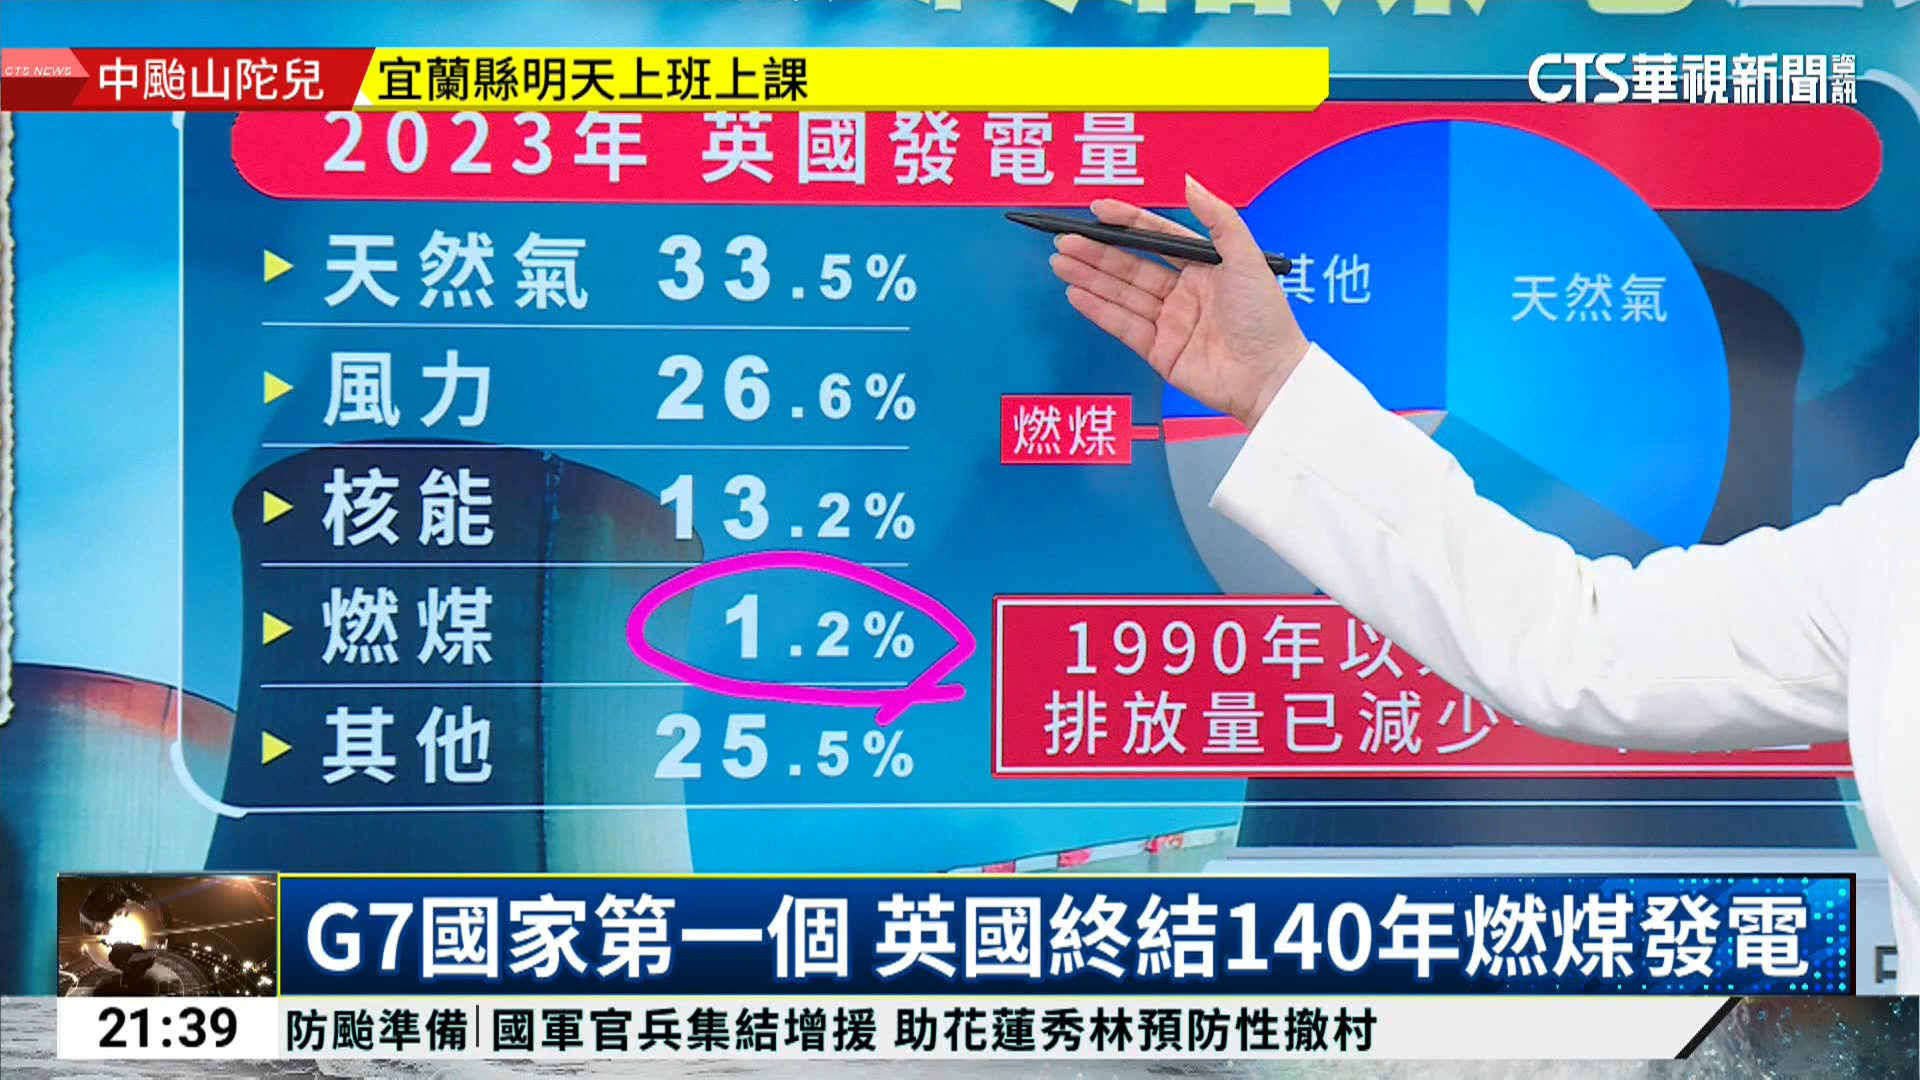 CTS NEWS
中颱山陀兒
宜蘭縣明天上班上課
CTS華視新聞資訊
2023年 英國發電量
天然氣 33.5%
風力 26.6%
核能 13.2%
燃煤 1.2%
其他 25.5%
其他
天然氣
燃煤
1990年以
排放量已減少
G7國家第一個 英國終結140年燃煤發電
21:39
防颱準備 國軍官兵集結增援 助花蓮秀林預防性撤村